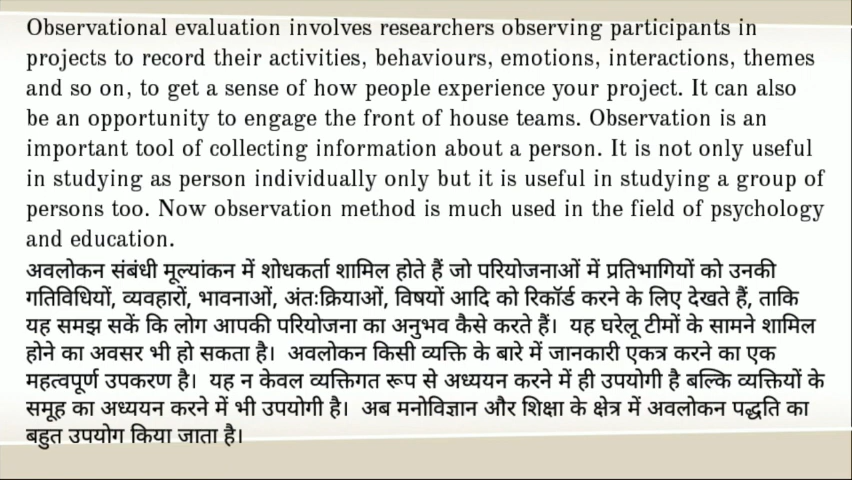 Observational evaluation involves researchers observing participants in
projects to record their activities, behaviours, emotions, interactions, themes
and so on, to get a sense of how people experience your project. It can also
be an opportunity to engage the front of house teams. Observation is an
important tool of collecting information about a person. It is not only useful
in studying as person individually only but it is useful in studying a group of
persons too. Now observation method is much used in the field of psychology
and education.
अवलोकन संबंधी मूल्यांकन में शोधकर्ता शामिल होते हैं जो परियोजनाओं में प्रतिभागियों को उनकी
गतिविधियों, व्यवहारों, भावनाओं, अंतःक्रियाओं, विषयों आदि को रिकॉर्ड करने के लिए देखते हैं, ताकि
यह समझ सकें कि लोग आपकी परियोजना का अनुभव कैसे करते हैं। यह घरेलू टीमों के सामने शामिल
होने का अवसर भी हो सकता है। अवलोकन किसी व्यक्ति के बारे में जानकारी एकत्र करने का एक
महत्वपूर्ण उपकरण है। यह न केवल व्यक्तिगत रूप से अध्ययन करने में ही उपयोगी है बल्कि व्यक्तियों के
समूह का अध्ययन करने में भी उपयोगी है। अब मनोविज्ञान और शिक्षा के क्षेत्र में अवलोकन पद्धति का
बहुत उपयोग किया जाता है।